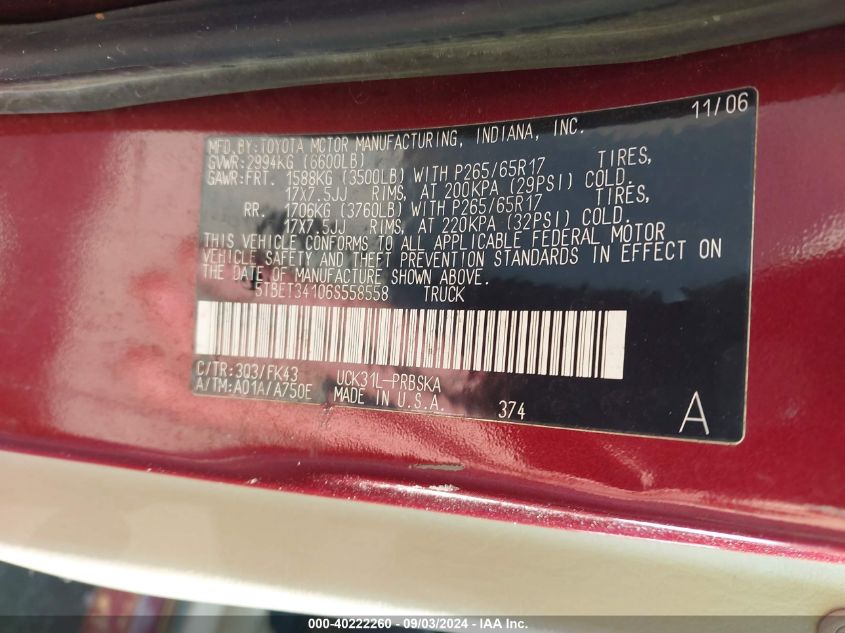 11/06
MFD.BY:TOYOTA MOTOR MANUFACTURING, INDIANA, INC.
GVWR:2994KG (6600LB)
GAWR:FRT. 1588KG (3500LB) WITH P265/65R17 TIRES,
17X7.5JJ RIMS, AT 200KPA (29PSI) COLD.
RR. 1706KG (3760LB) WITH P265/65R17 TIRES,
17X7.5JJ RIMS, AT 220KPA (32PSI) COLD.
THIS VEHICLE CONFORMS TO ALL APPLICABLE FEDERAL MOTOR
VEHICLE SAFETY AND THEFT PREVENTION STANDARDS IN EFFECT ON
THE DATE OF MANUFACTURE SHOWN ABOVE.
5TBET34106S558558 TRUCK
C/TR:3Q3/FK43 UCK31L-PRBSKA
A/TM:A01A/A750E MADE IN U.S.A. 374
A
000-40222260 - 09/03/2024 - IAA Inc.